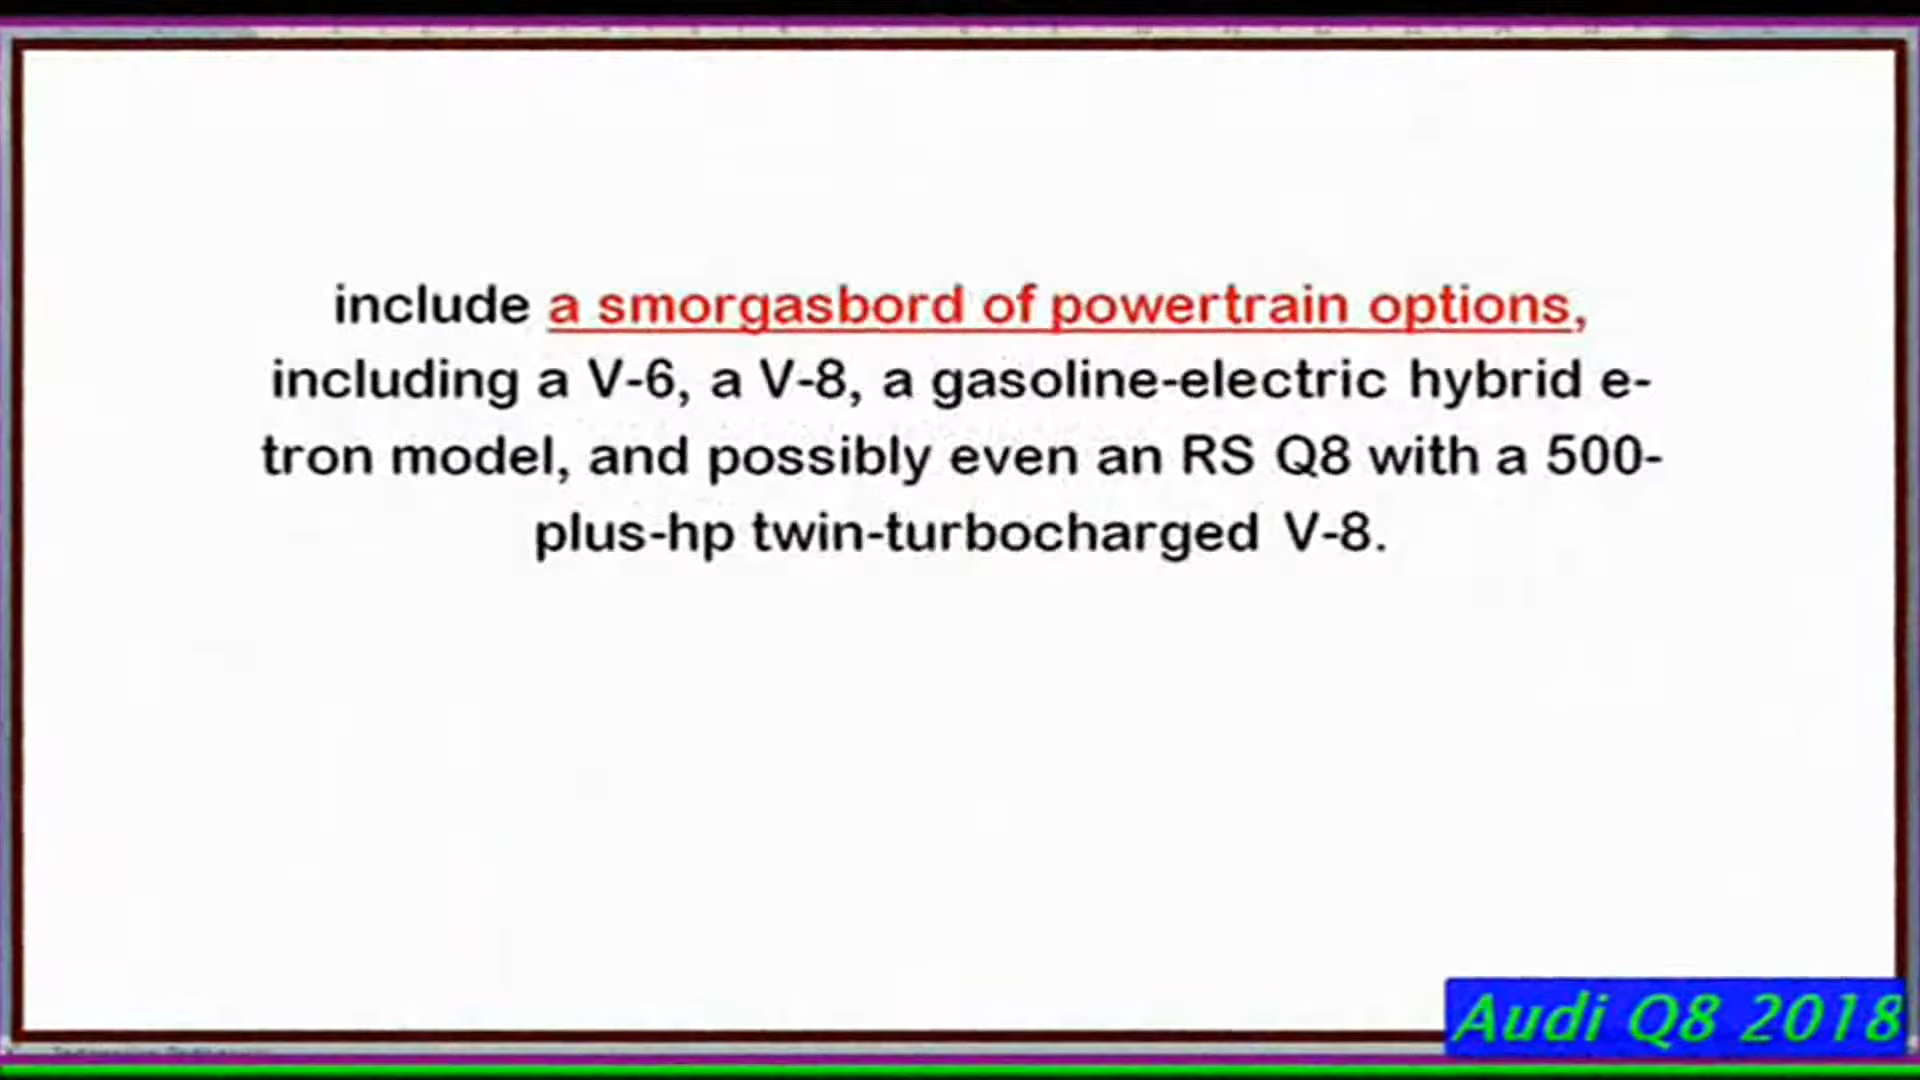 include a smorgasbord of powertrain options,
including a V-6, a V-8, a gasoline-electric hybrid e-
tron model, and possibly even an RS Q8 with a 500-
plus-hp twin-turbocharged V-8.
Audi Q8 2018